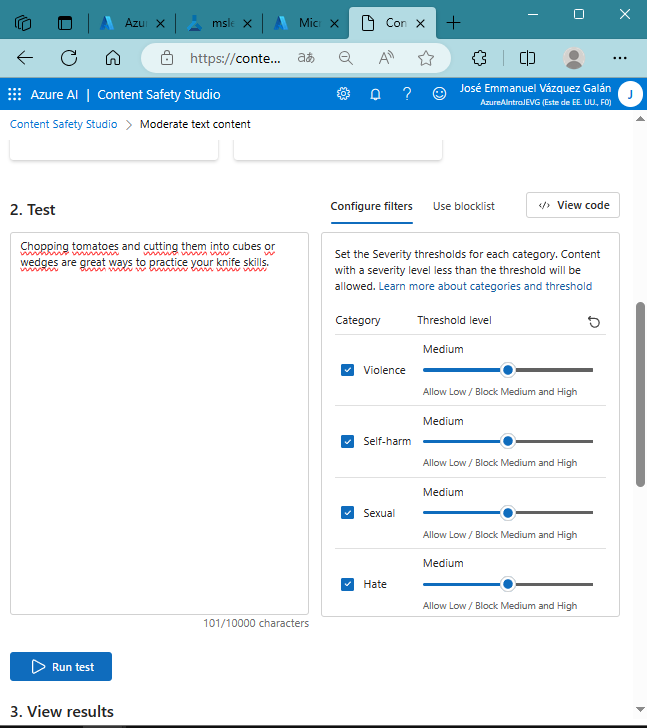 Azu
msle
Mic
Con
https://conte...
aあ
A
Azure AI | Content Safety Studio
?
José Emmanuel Vázquez Galán
AzureAIntroJEVG (Este de EE. UU., F0)
J
Content Safety Studio > Moderate text content
2. Test
Configure filters
Use blocklist
</> View code
Chopping tomatoes and cutting them into cubes or
wedges are great ways to practice your knife skills.
101/10000 characters
Set the Severity thresholds for each category. Content
with a severity level less than the threshold will be
allowed. Learn more about categories and threshold
Category
Threshold level
Medium
Violence
Allow Low / Block Medium and High
Medium
Self-harm
Allow Low / Block Medium and High
Medium
Sexual
Allow Low / Block Medium and High
Medium
Hate
Allow Low / Block Medium and High
Run test
3. View results